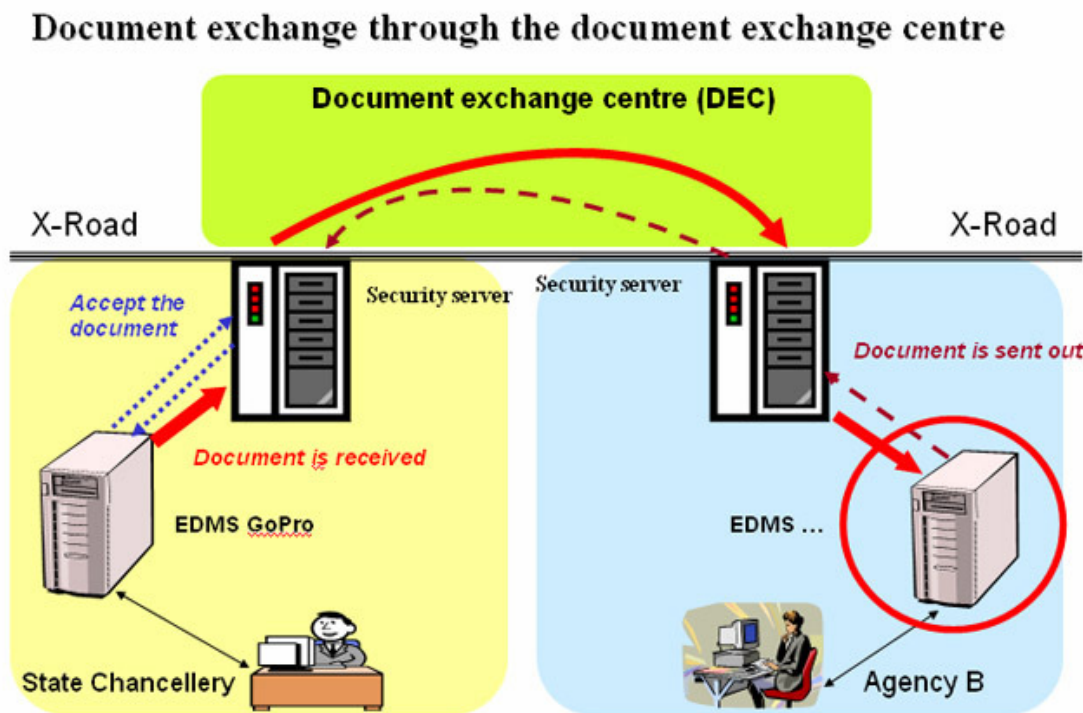 Document exchange through the document exchange centre
Document exchange centre (DEC)
X-Road
X-Road
Accept the
document
Security server
Security server
Document is sent out
Document is received
EDMS GoPro
EDMS ...
State Chancellery
Agency B